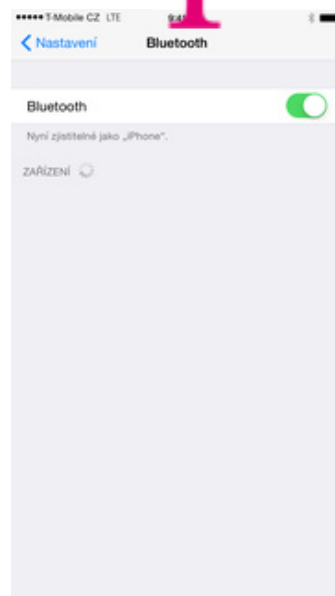 T-Mobile CZ LTE
Nastavení Bluetooth
Bluetooth
Nyní zjistitelné jako „iPhone“.
ZAŘÍZENÍ